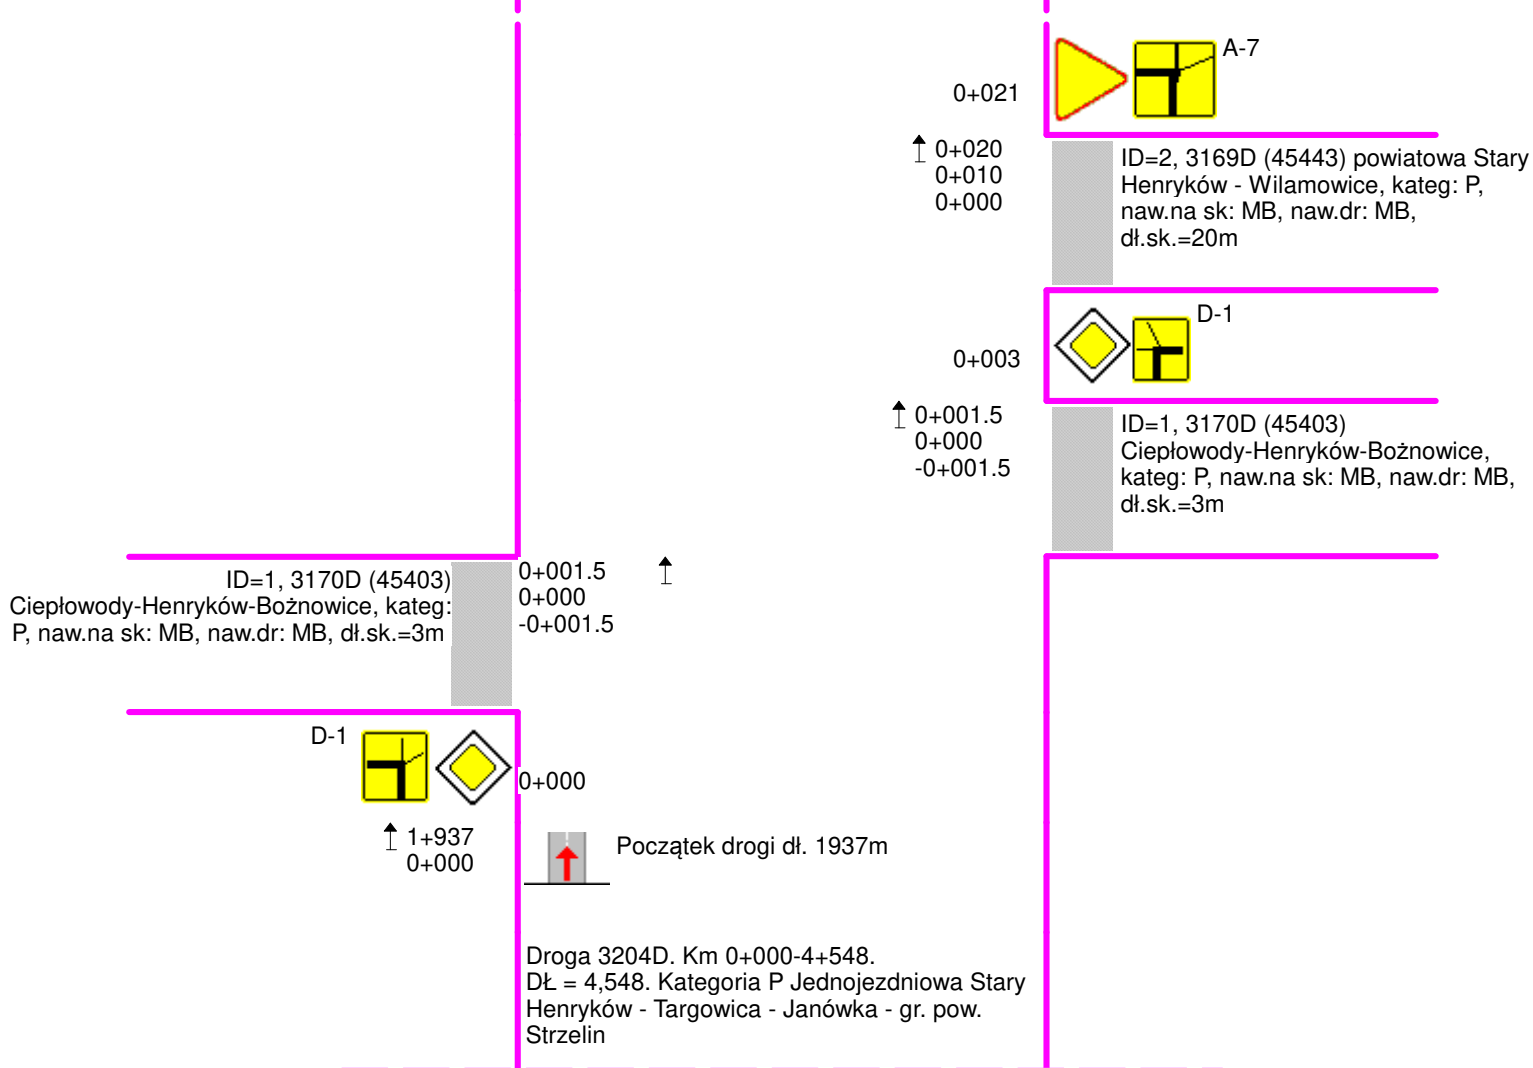 A-7
0+021
0+020
0+010
0+000
ID=2, 3169D (45443) powiatowa Stary
Henryków - Wilamowice, kateg: P,
naw.na sk: MB, naw.dr: MB,
dł.sk.=20m
D-1
0+003
0+001.5
0+000
-0+001.5
ID=1, 3170D (45403)
Ciepłowody-Henryków-Bożnowice,
kateg: P, naw.na sk: MB, naw.dr: MB,
dł.sk.=3m
ID=1, 3170D (45403)
Ciepłowody-Henryków-Bożnowice, kateg:
P, naw.na sk: MB, naw.dr: MB, dł.sk.=3m
0+001.5
0+000
-0+001.5
D-1
0+000
1+937
0+000
Początek drogi dł. 1937m
Droga 3204D. Km 0+000-4+548.
DŁ = 4,548. Kategoria P Jednojezdniowa Stary
Henryków - Targowica - Janówka - gr. pow.
Strzelin